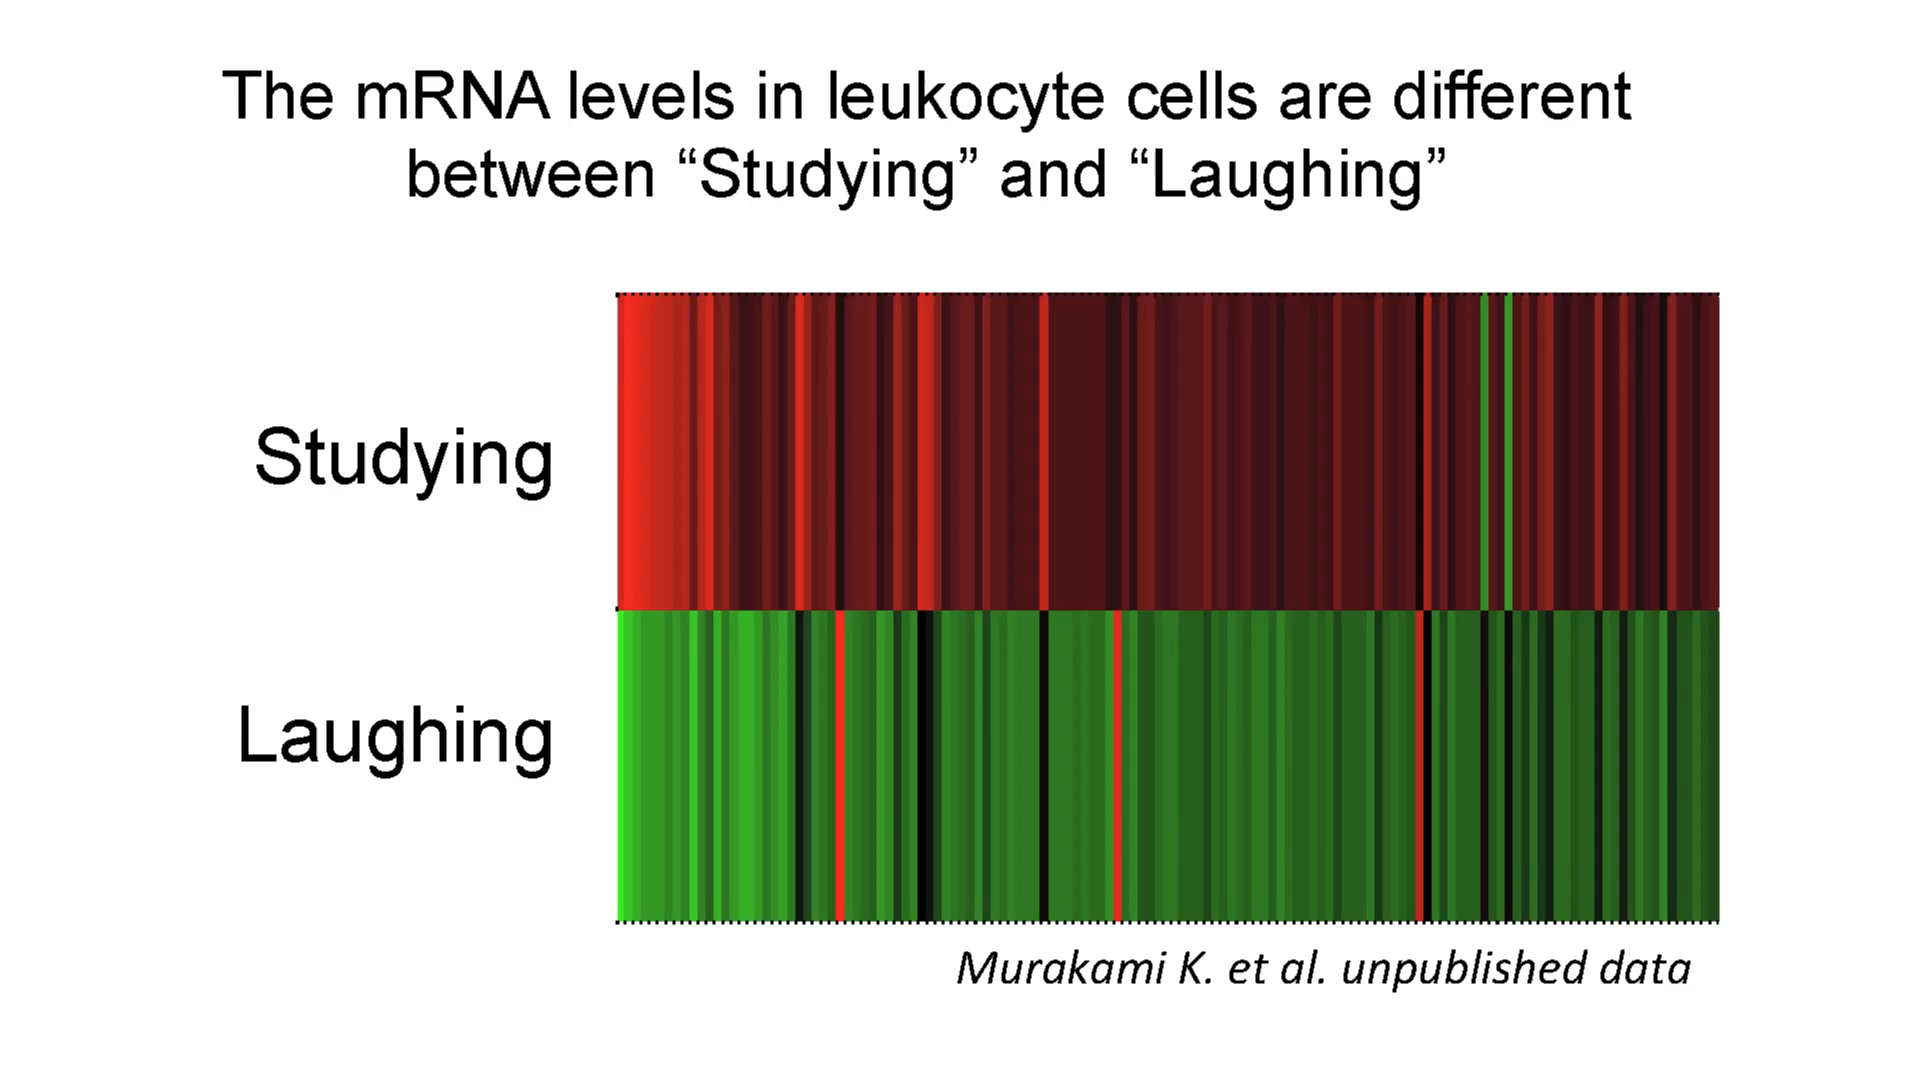 The mRNA levels in leukocyte cells are different
between “Studying” and “Laughing”
Studying
Laughing
Murakami K. et al. unpublished data